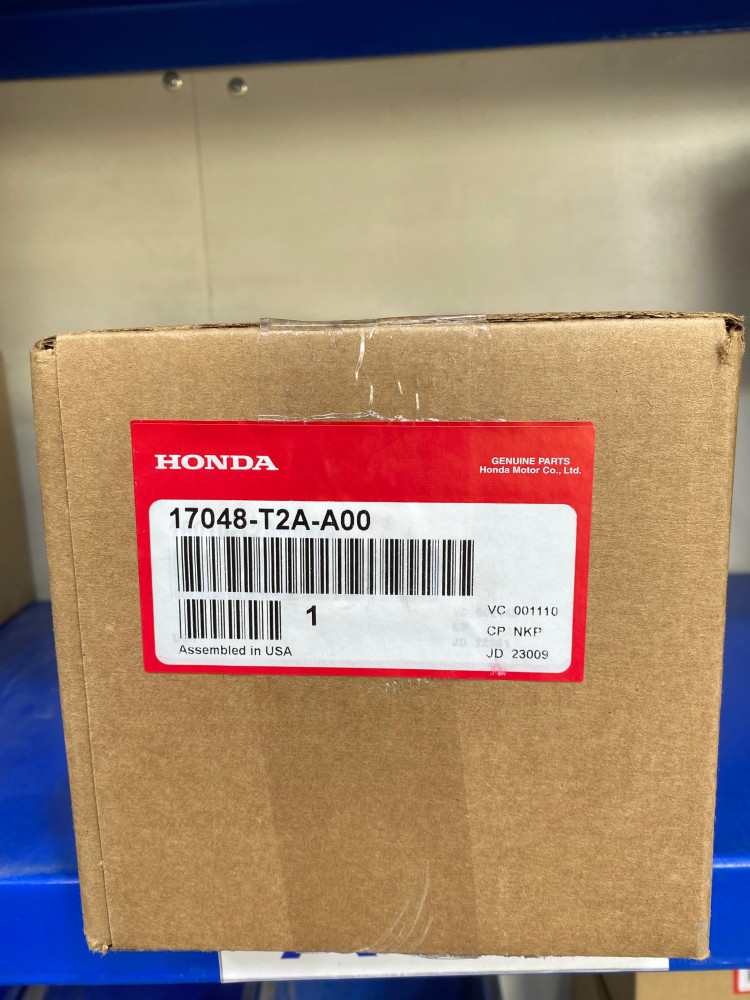 HONDA
GENUINE PARTS
Honda Motor Co., Ltd.
17048-T2A-A00
1
VC 001110
CP NKP
Assembled in USA
JD 23009